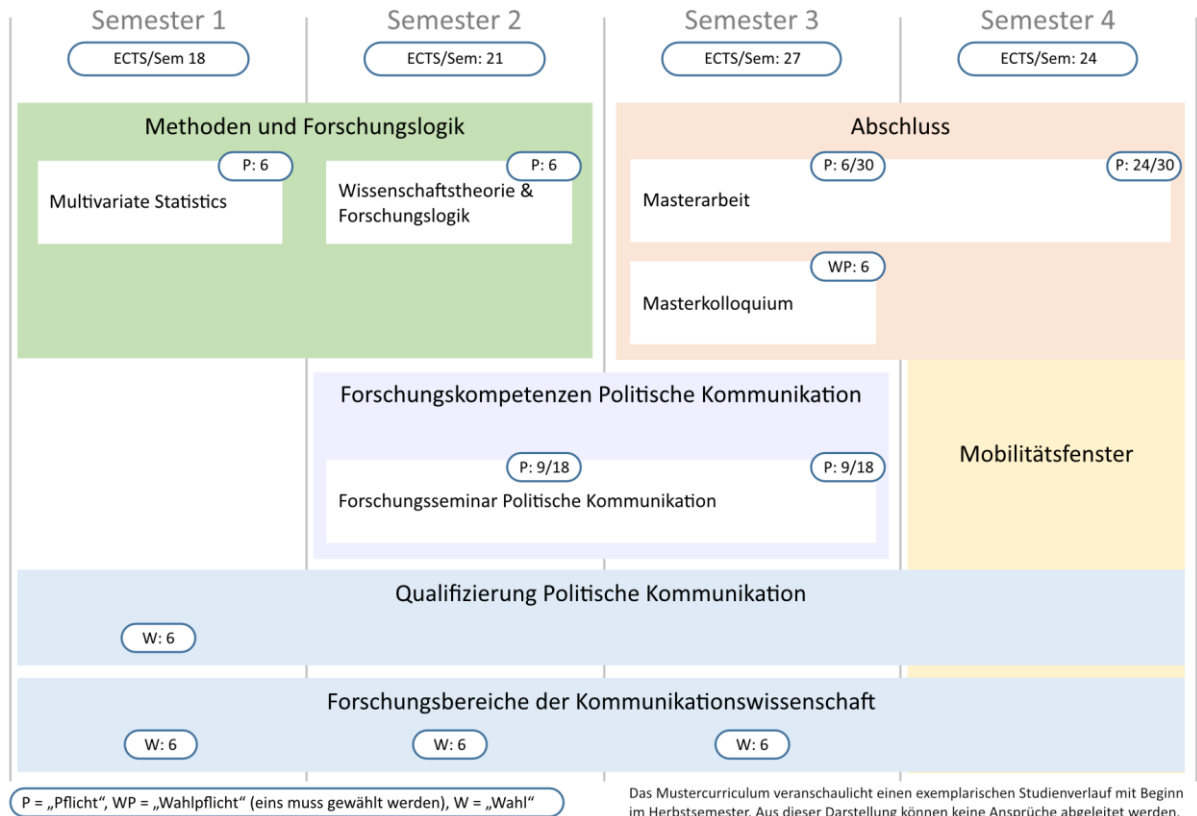 Semester 1
Semester 2
Semester 3
Semester 4
ECTS/Sem 18
ECTS/Sem: 21
ECTS/Sem: 27
ECTS/Sem: 24
Methoden und Forschungslogik
P: 6
Multivariate Statistics
P: 6
Wissenschaftstheorie &
Forschungslogik
Abschluss
P: 6/30
P: 24/30
Masterarbeit
WP: 6
Masterkolloquium
Forschungskompetenzen Politische Kommunikation
P: 9/18
P: 9/18
Forschungsseminar Politische Kommunikation
Mobilitätsfenster
Qualifizierung Politische Kommunikation
W: 6
Forschungsbereiche der Kommunikationswissenschaft
W: 6
W: 6
W: 6
P = „Pflicht“, WP = „Wahlpflicht“ (eins muss gewählt werden), W = „Wahl“
Das Mustercurriculum veranschaulicht einen exemplarischen Studienverlauf mit Beginn
im Herbstsemester. Aus dieser Darstellung können keine Ansprüche abgeleitet werden.